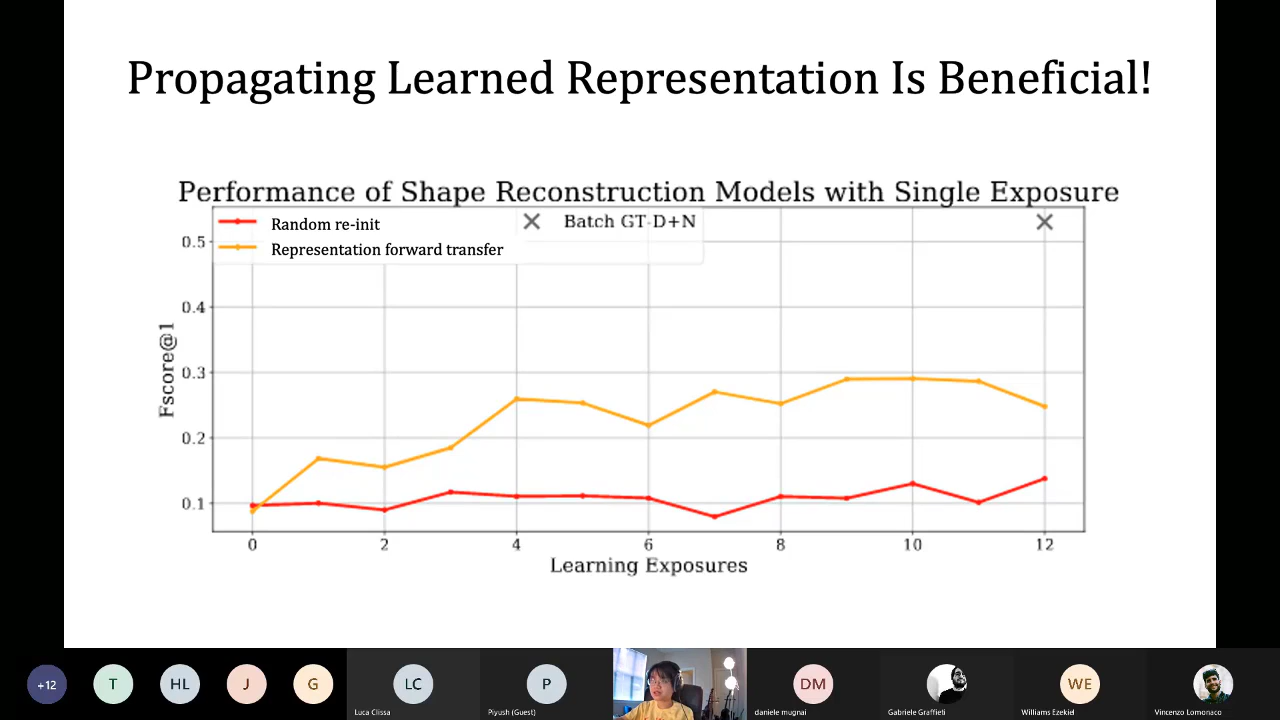 Propagating Learned Representation Is Beneficial!
Performance of Shape Reconstruction Models with Single Exposure
Random re-init
Batch GT-D+N
Representation forward transfer
Fscore@1
0.5
0.4
0.3
0.2
0.1
0 2 4 6 8 10 12
Learning Exposures
+12
T
HL
J
G
LC
Luca Clissa
P
Piyush (Guest)
DM
daniele mugnai
Gabriele Graffieti
WE
Williams Ezekiel
Vincenzo Lomonaco